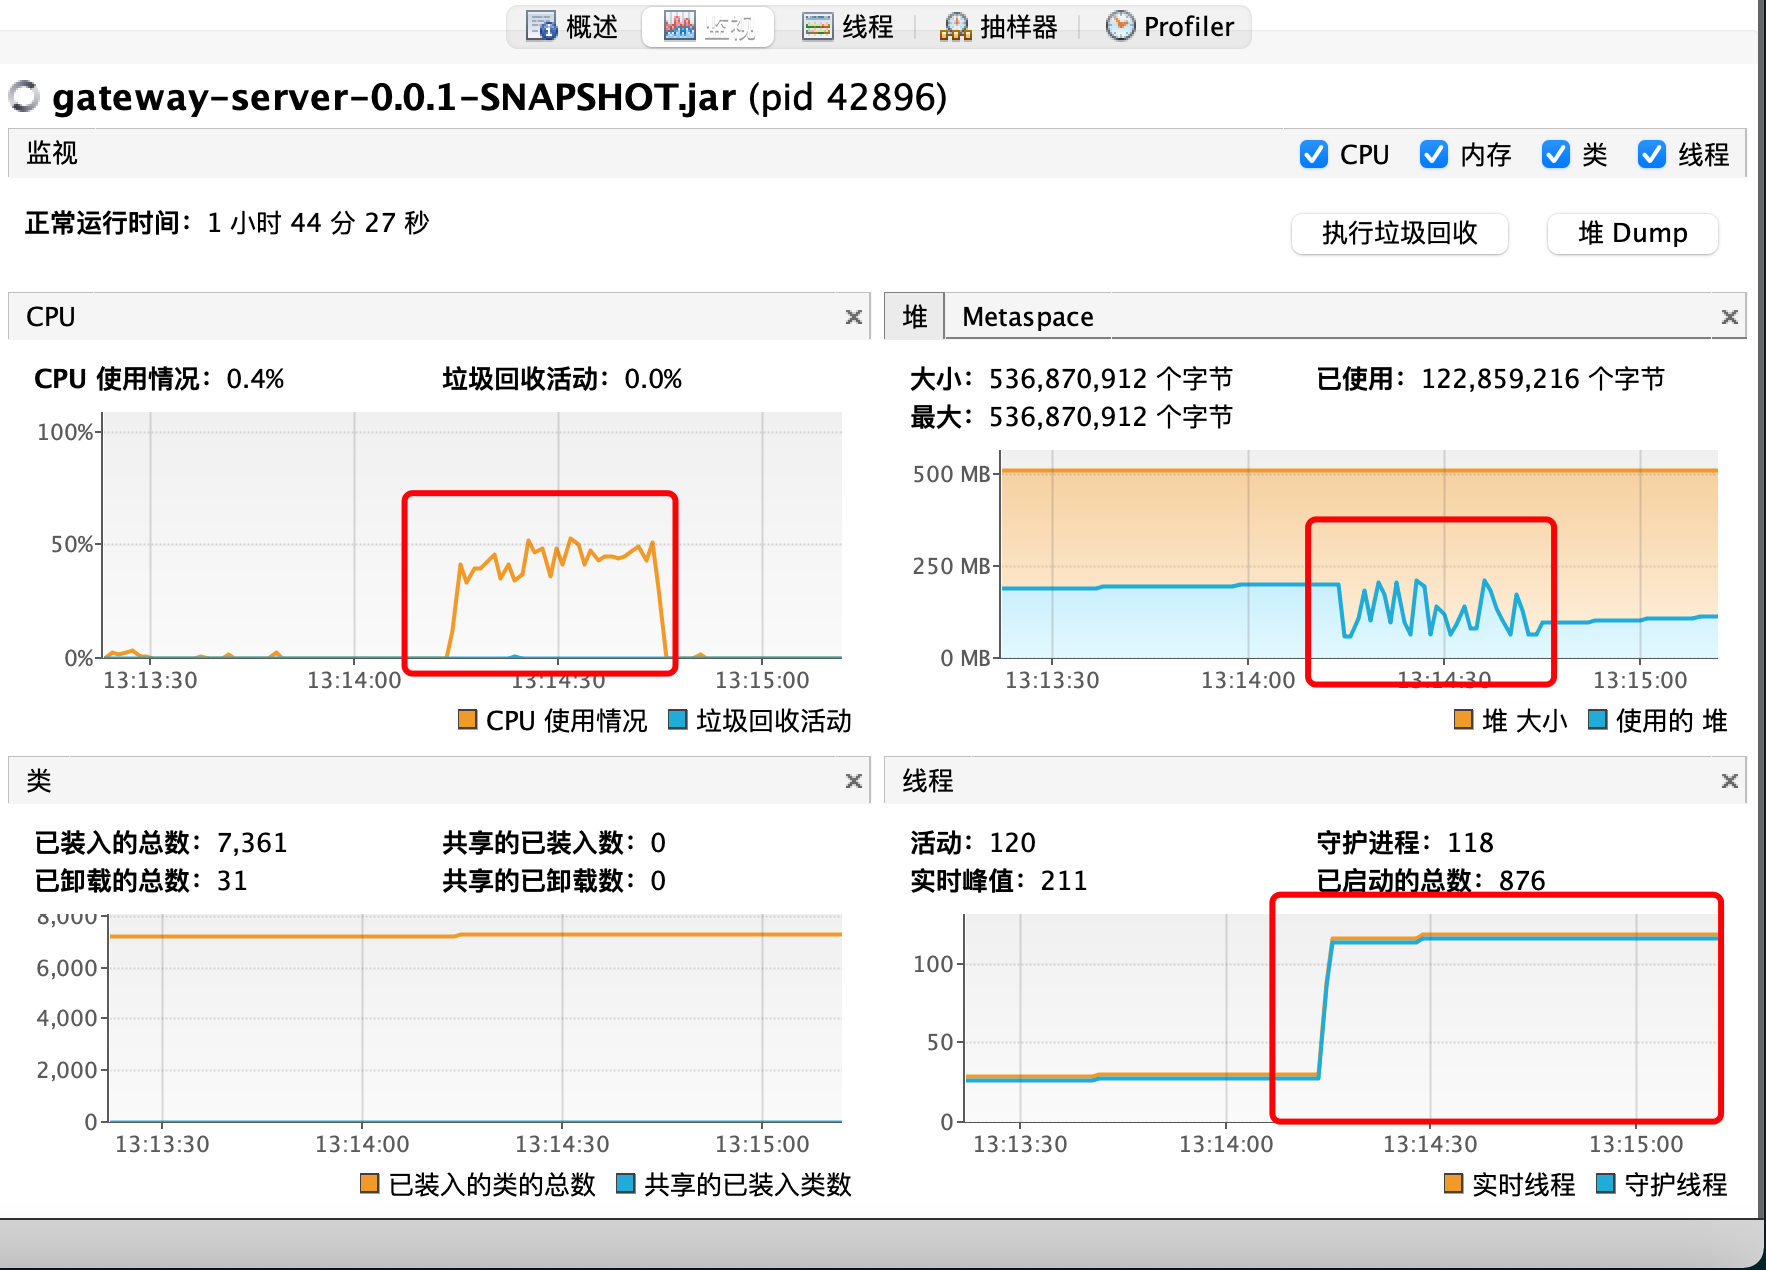 概述 监视 线程 抽样器 Profiler
gateway-server-0.0.1-SNAPSHOT.jar (pid 42896)
监视 CPU 内存 类 线程
正常运行时间： 1 小时 44 分 27 秒
执行垃圾回收 堆 Dump
CPU
CPU 使用情况： 0.4% 垃圾回收活动： 0.0%
100%
50%
0%
13:13:30 13:14:00 13:14:30 13:15:00
CPU 使用情况 垃圾回收活动
堆 Metaspace
大小： 536,870,912 个字节 已使用： 122,859,216 个字节
最大： 536,870,912 个字节
500 MB
250 MB
0 MB
13:13:30 13:14:00 13:14:30 13:15:00
堆 大小 使用的 堆
类
已装入的总数： 7,361 共享的已装入数： 0
已卸载的总数： 31 共享的已卸载数： 0
8,000
6,000
4,000
2,000
0
13:13:30 13:14:00 13:14:30 13:15:00
已装入的类的总数 共享的已装入类数
线程
活动： 120 守护进程： 118
实时峰值： 211 已启动的总数： 876
100
50
0
13:13:30 13:14:00 13:14:30 13:15:00
实时线程 守护线程